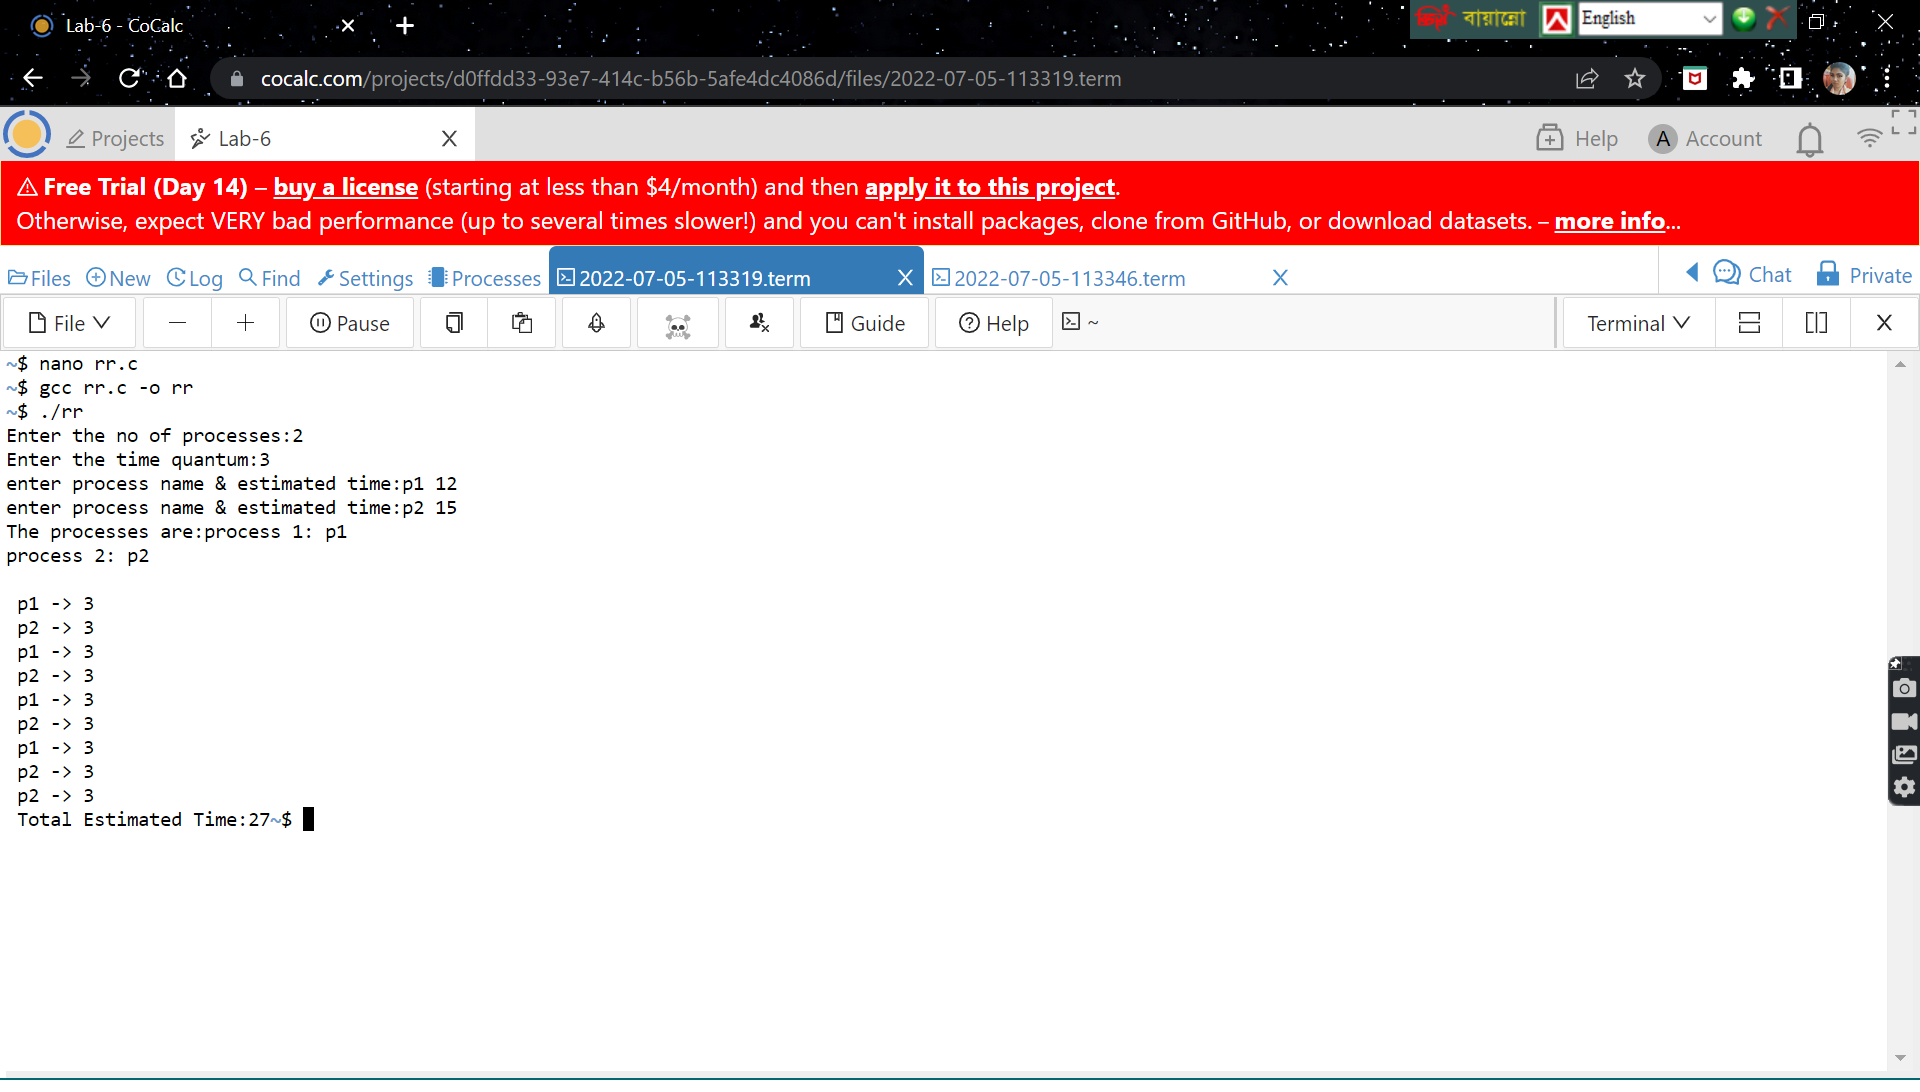 Lab-6 - CoCalc
বায়ান্নো
English
cocalc.com/projects/d0ffdd33-93e7-414c-b56b-5afe4dc4086d/files/2022-07-05-113319.term
Projects
Lab-6
Help
A Account
Free Trial (Day 14) – buy a license (starting at less than $4/month) and then apply it to this project.
Otherwise, expect VERY bad performance (up to several times slower!) and you can't install packages, clone from GitHub, or download datasets. – more info...
Files New Log Find Settings Processes 2022-07-05-113319.term 2022-07-05-113346.term Chat Private
File Pause Guide Help ~ Terminal
~$ nano rr.c
~$ gcc rr.c -o rr
~$ ./rr
Enter the no of processes:2
Enter the time quantum:3
enter process name & estimated time:p1 12
enter process name & estimated time:p2 15
The processes are:process 1: p1
process 2: p2
p1 -> 3
p2 -> 3
p1 -> 3
p2 -> 3
p1 -> 3
p2 -> 3
p1 -> 3
p2 -> 3
p2 -> 3
Total Estimated Time:27~$